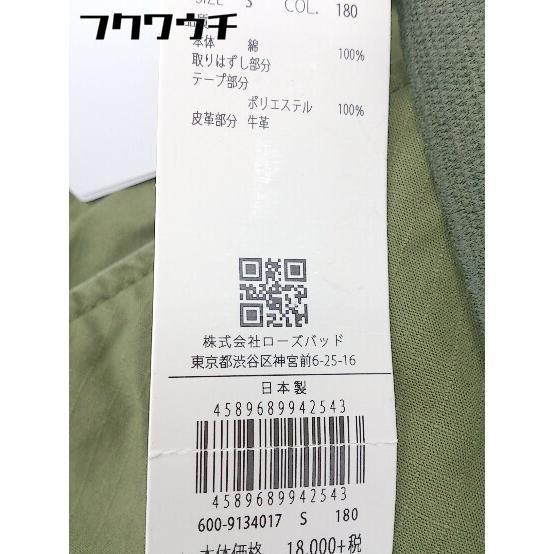 フクワウチ
SIZE S COL. 180
本体 綿 100%
取りはずし部分
テープ部分
ポリエステル 100%
皮革部分 牛革
株式会社ローズバッド
東京都渋谷区神宮前6-25-16
日本製
4589689942543
4589689942543
600-9134017 S 180
本体価格 18,000+税